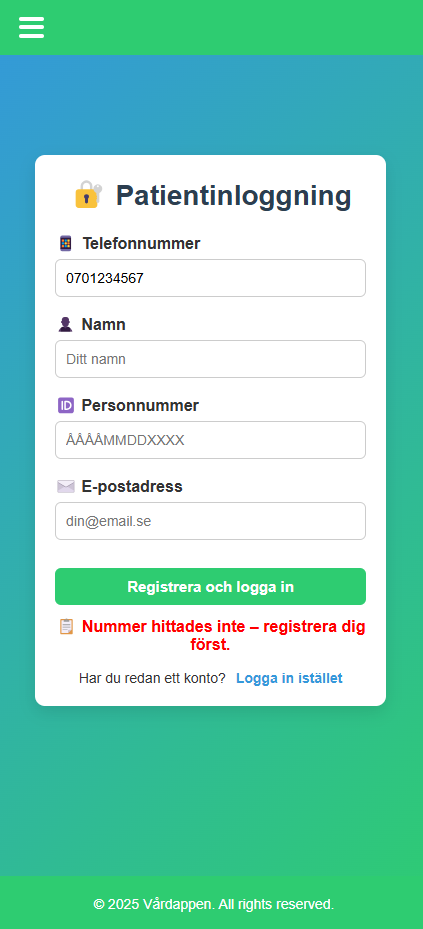 Patientinloggning
Telefonnummer
0701234567
Namn
Ditt namn
Personnummer
ÅÅÅÅMMDDXXXX
E-postadress
din@email.se
Registrera och logga in
Nummer hittades inte – registrera dig
först.
Har du redan ett konto? Logga in istället
© 2025 Vårdappen. All rights reserved.